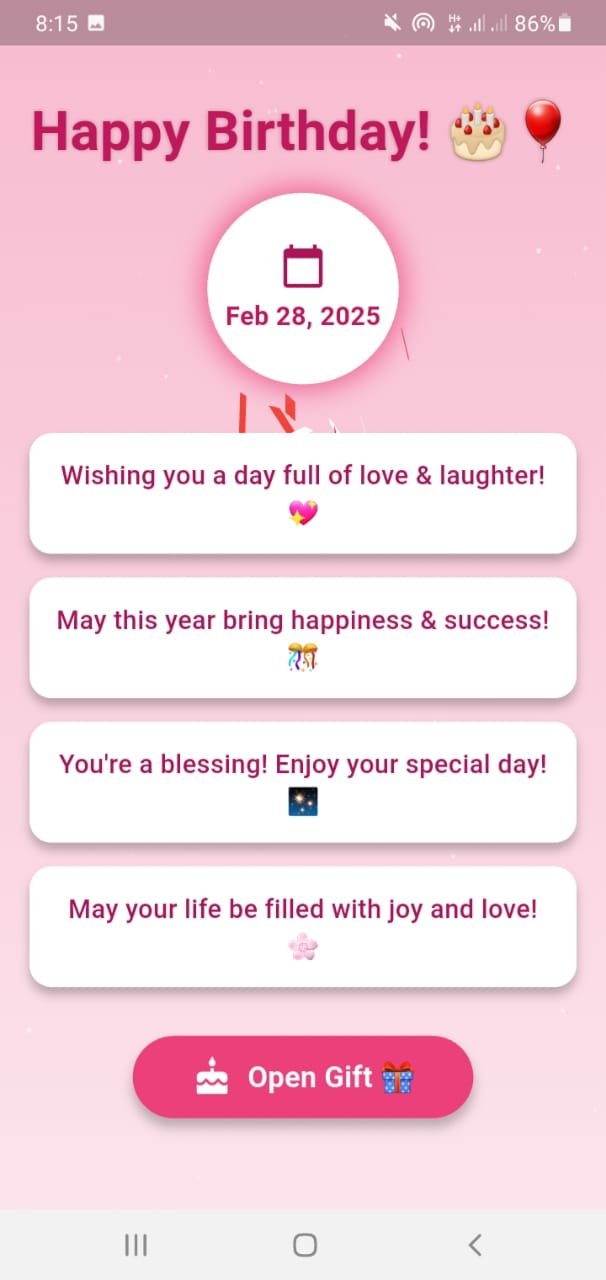 8:15 86%
Happy Birthday! 🎂🎈
Feb 28, 2025
Wishing you a day full of love & laughter!
💖
May this year bring happiness & success!
🎊
You're a blessing! Enjoy your special day!
🎇
May your life be filled with joy and love!
🌸
Open Gift 🎁